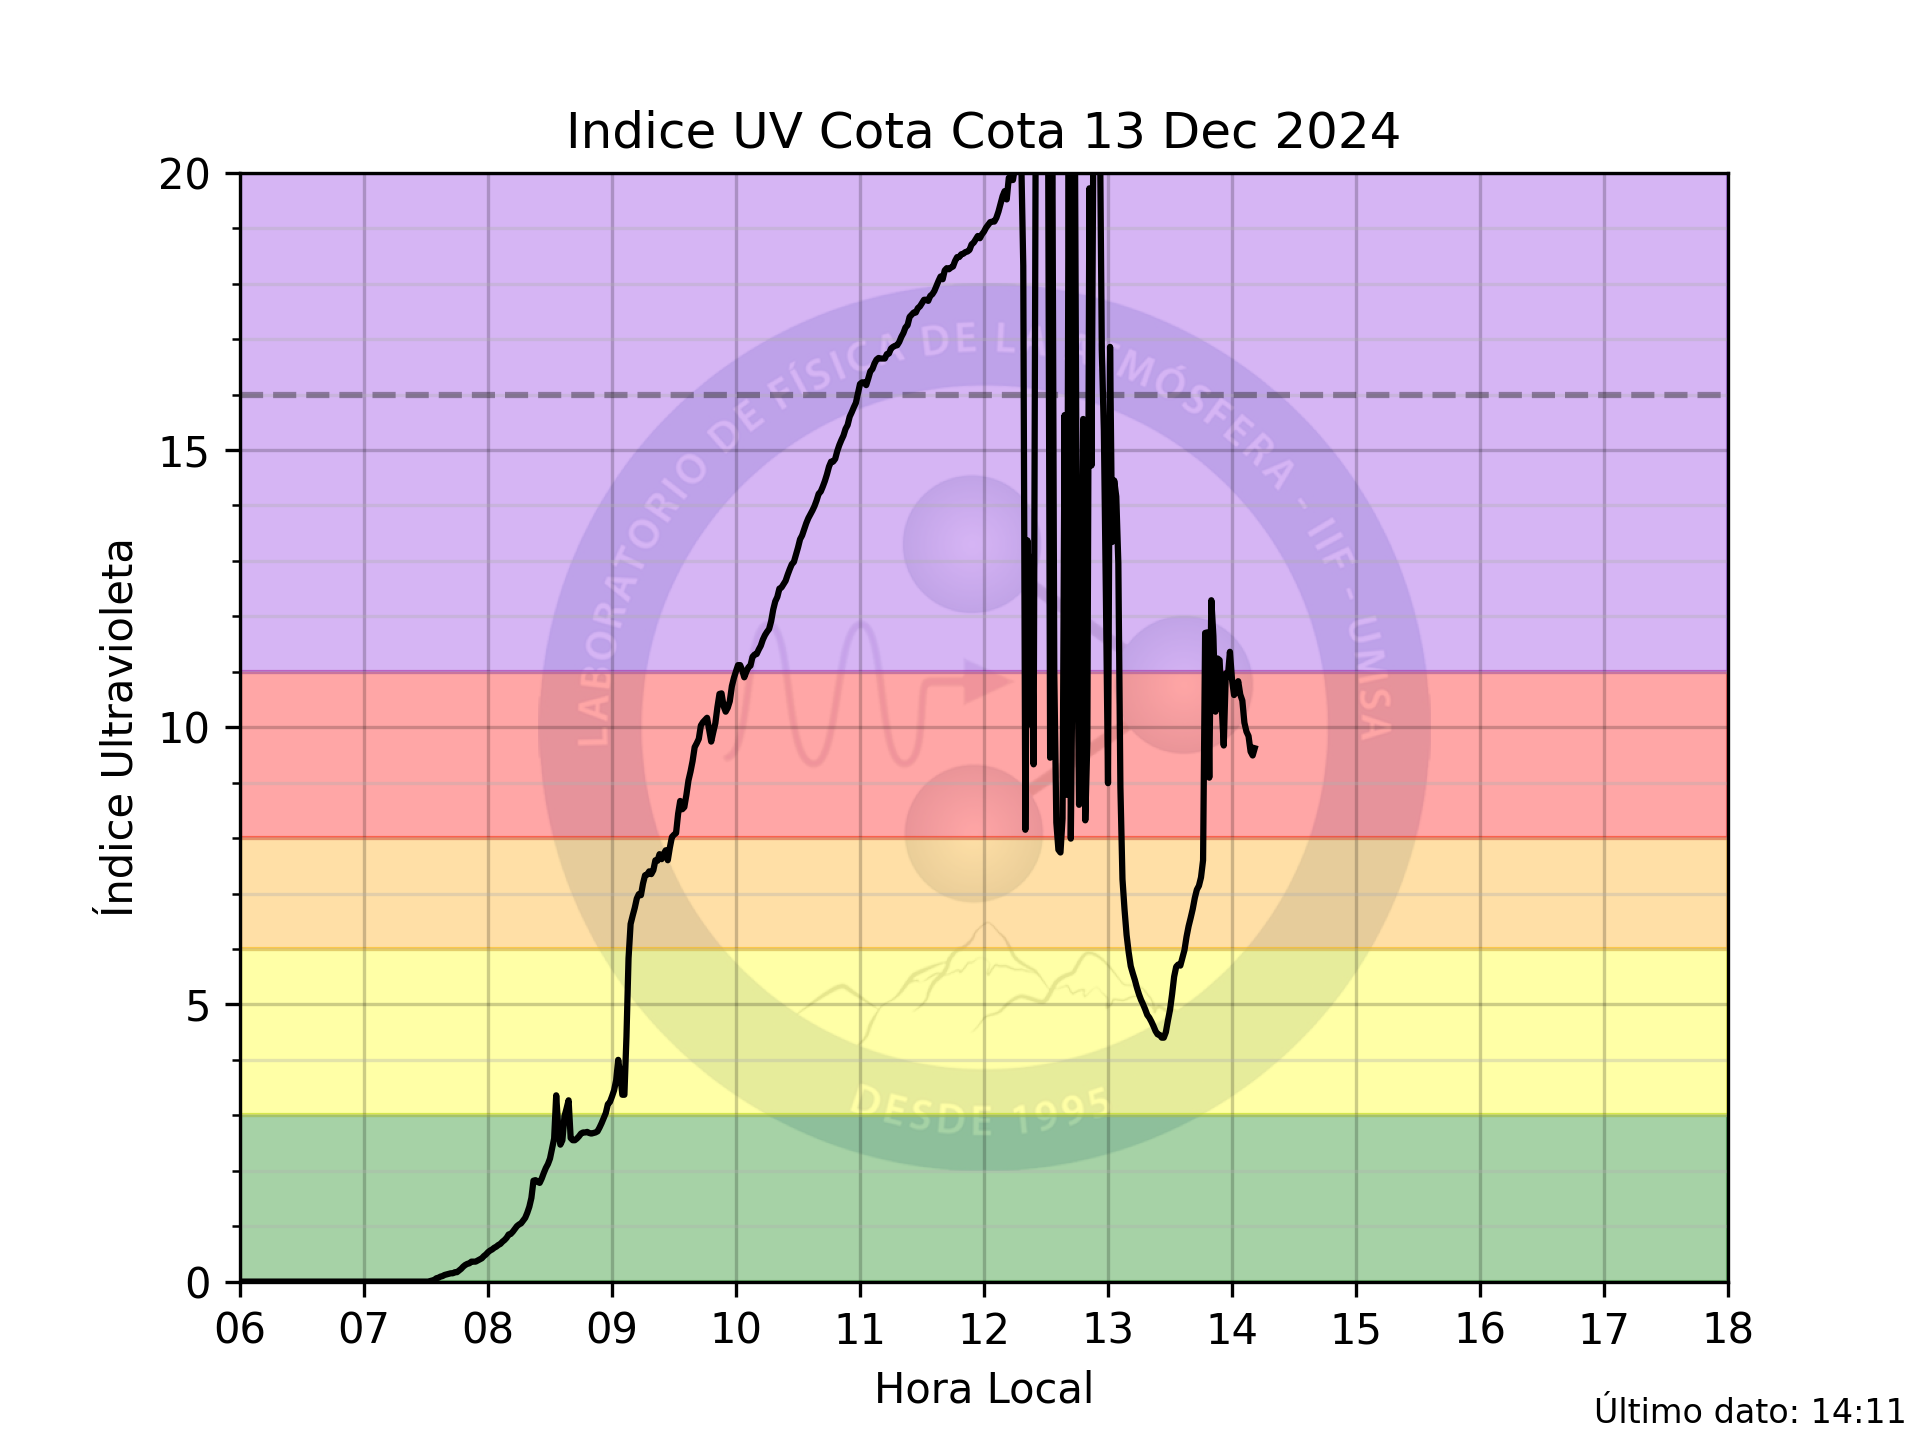 Indice UV Cota Cota 13 Dec 2024
20
15
10
5
0
Índice Ultravioleta
LABORATORIO DE FÍSICA DE LA ATMÓSFERA - IIF - UMSA
DESDE 1995
06 07 08 09 10 11 12 13 14 15 16 17 18
Hora Local
Último dato: 14:11